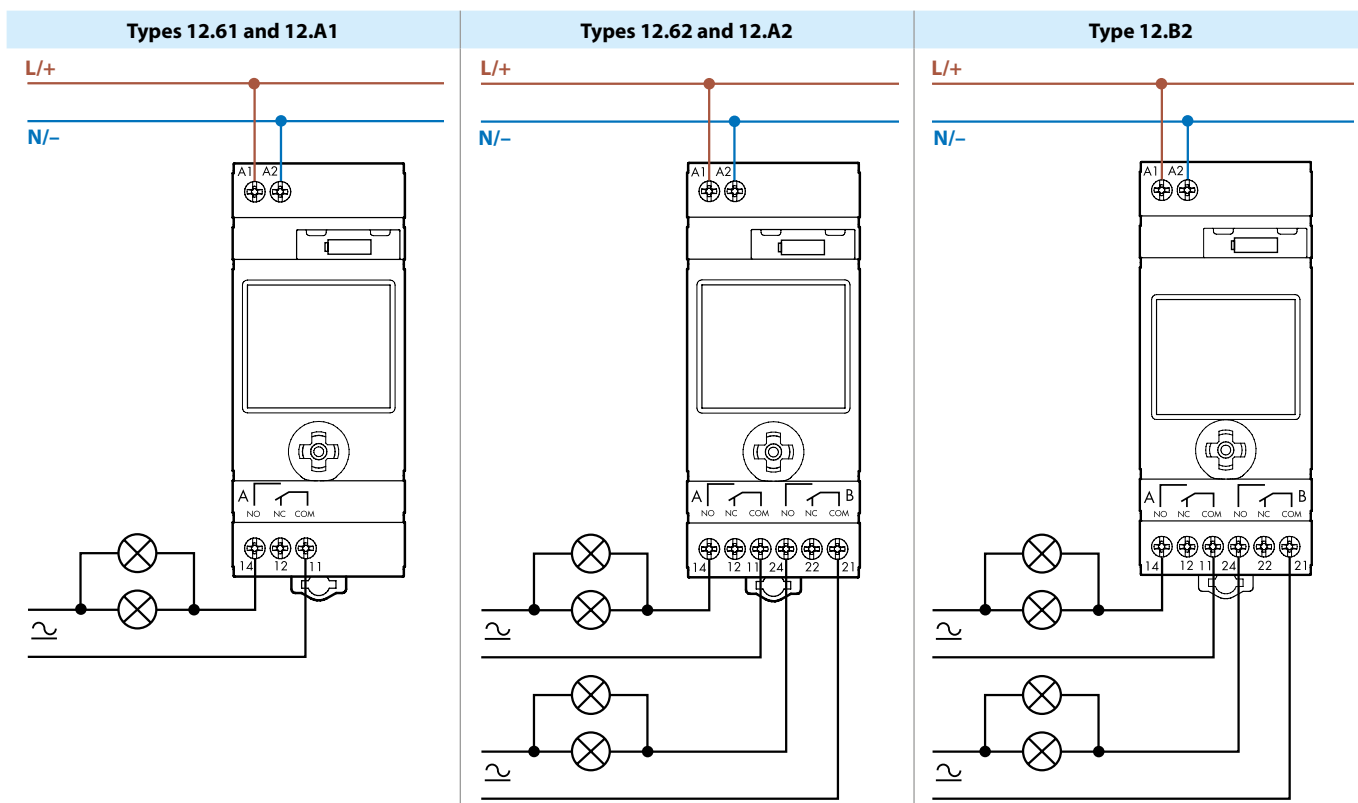 Types 12.61 and 12.A1
L/+
N/–
A1 A2
A
NO NC COM
14 12 11
Types 12.62 and 12.A2
L/+
N/–
A1 A2
A B
NO NC COM NO NC COM
14 12 11 24 22 21
Type 12.B2
L/+
N/–
A1 A2
A B
NO NC COM NO NC COM
14 12 11 24 22 21